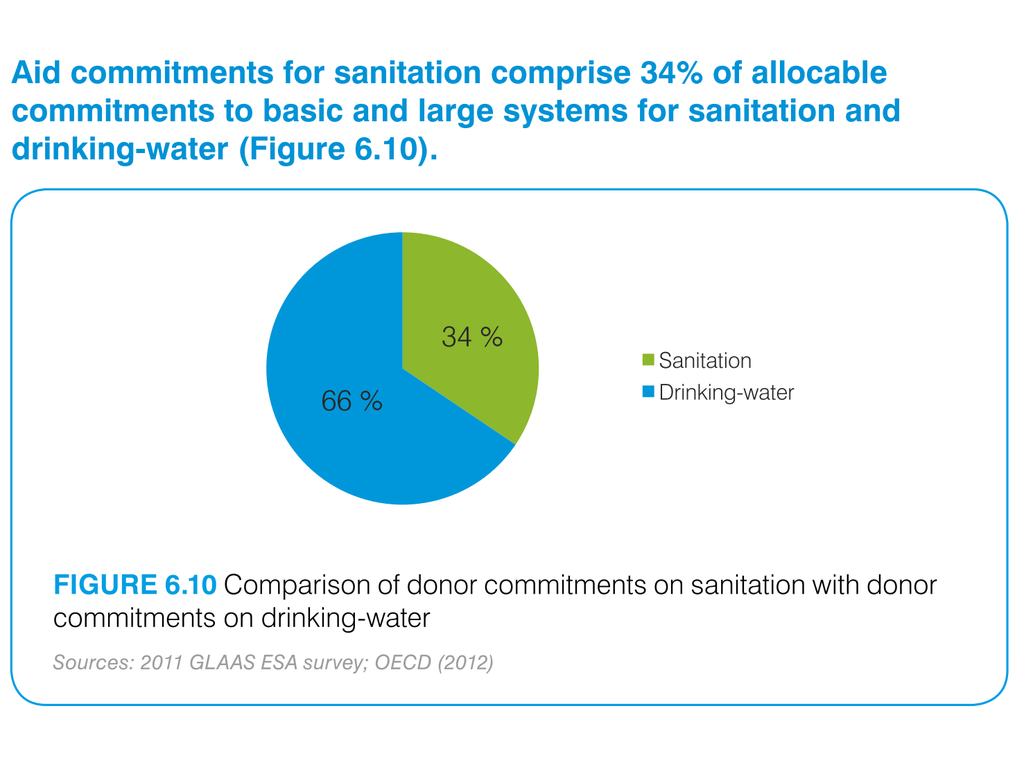 Aid commitments for sanitation comprise 34% of allocable
commitments to basic and large systems for sanitation and
drinking-water (Figure 6.10).
34 %
66 %
Sanitation
Drinking-water
FIGURE 6.10 Comparison of donor commitments on sanitation with donor
commitments on drinking-water
Sources: 2011 GLAAS ESA survey; OECD (2012)